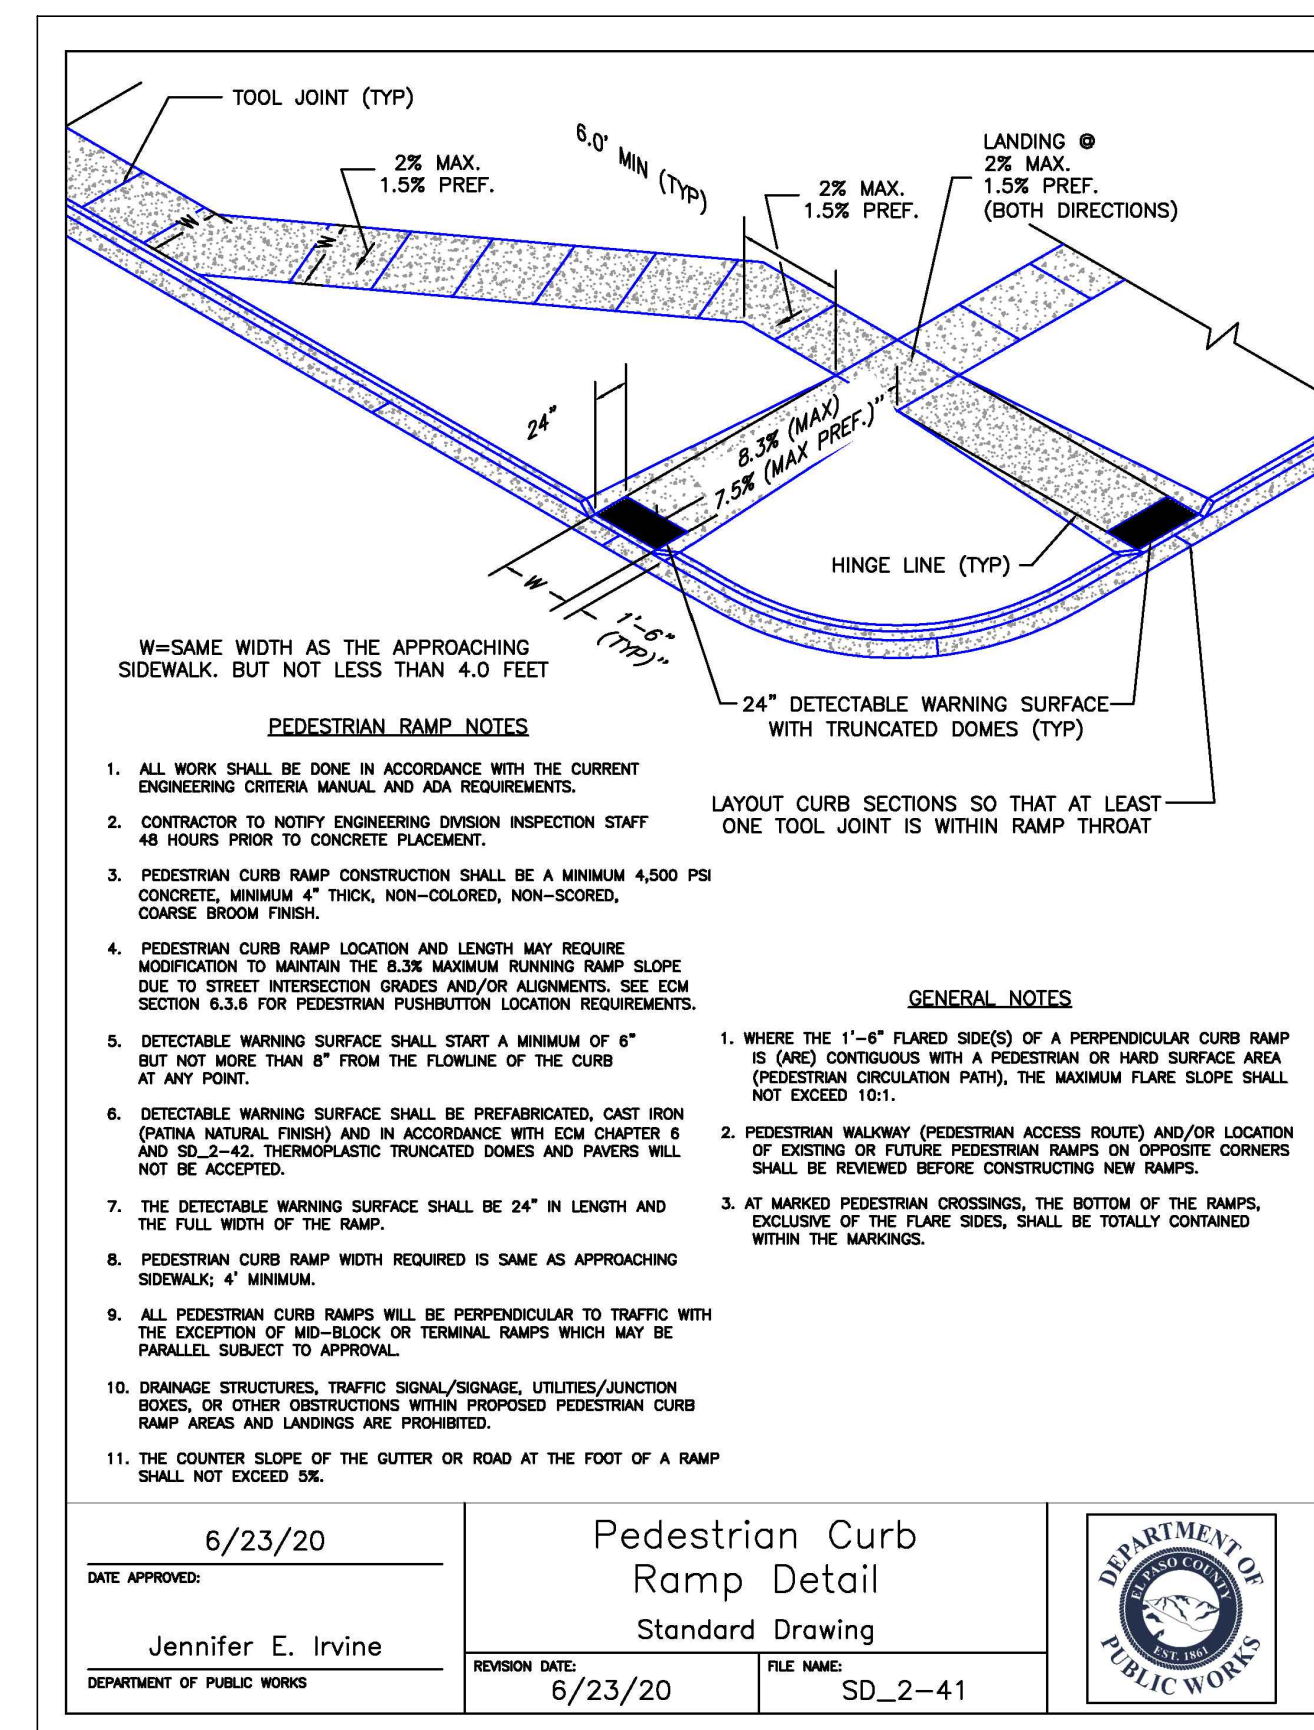 TOOL JOINT (TYP)
2% MAX.
1.5% PREF.
6.0' MIN (TYP)
2% MAX.
1.5% PREF.
LANDING @
2% MAX.
1.5% PREF.
(BOTH DIRECTIONS)
W
W
24"
8.3% (MAX)
7.5% (MAX PREF.)"
HINGE LINE (TYP)
W
1'-6"
(TYP)"
W=SAME WIDTH AS THE APPROACHING
SIDEWALK. BUT NOT LESS THAN 4.0 FEET
24" DETECTABLE WARNING SURFACE
WITH TRUNCATED DOMES (TYP)
LAYOUT CURB SECTIONS SO THAT AT LEAST
ONE TOOL JOINT IS WITHIN RAMP THROAT
PEDESTRIAN RAMP NOTES
1. ALL WORK SHALL BE DONE IN ACCORDANCE WITH THE CURRENT
ENGINEERING CRITERIA MANUAL AND ADA REQUIREMENTS.
2. CONTRACTOR TO NOTIFY ENGINEERING DIVISION INSPECTION STAFF
48 HOURS PRIOR TO CONCRETE PLACEMENT.
3. PEDESTRIAN CURB RAMP CONSTRUCTION SHALL BE A MINIMUM 4,500 PSI
CONCRETE, MINIMUM 4" THICK, NON-COLORED, NON-SCORED,
COARSE BROOM FINISH.
4. PEDESTRIAN CURB RAMP LOCATION AND LENGTH MAY REQUIRE
MODIFICATION TO MAINTAIN THE 8.3% MAXIMUM RUNNING RAMP SLOPE
DUE TO STREET INTERSECTION GRADES AND/OR ALIGNMENTS. SEE ECM
SECTION 6.3.6 FOR PEDESTRIAN PUSHBUTTON LOCATION REQUIREMENTS.
5. DETECTABLE WARNING SURFACE SHALL START A MINIMUM OF 6"
BUT NOT MORE THAN 8" FROM THE FLOWLINE OF THE CURB
AT ANY POINT.
6. DETECTABLE WARNING SURFACE SHALL BE PREFABRICATED, CAST IRON
(PATINA NATURAL FINISH) AND IN ACCORDANCE WITH ECM CHAPTER 6
AND SD_2-42. THERMOPLASTIC TRUNCATED DOMES AND PAVERS WILL
NOT BE ACCEPTED.
7. THE DETECTABLE WARNING SURFACE SHALL BE 24" IN LENGTH AND
THE FULL WIDTH OF THE RAMP.
8. PEDESTRIAN CURB RAMP WIDTH REQUIRED IS SAME AS APPROACHING
SIDEWALK; 4' MINIMUM.
9. ALL PEDESTRIAN CURB RAMPS WILL BE PERPENDICULAR TO TRAFFIC WITH
THE EXCEPTION OF MID-BLOCK OR TERMINAL RAMPS WHICH MAY BE
PARALLEL SUBJECT TO APPROVAL.
10. DRAINAGE STRUCTURES, TRAFFIC SIGNAL/SIGNAGE, UTILITIES/JUNCTION
BOXES, OR OTHER OBSTRUCTIONS WITHIN PROPOSED PEDESTRIAN CURB
RAMP AREAS AND LANDINGS ARE PROHIBITED.
11. THE COUNTER SLOPE OF THE GUTTER OR ROAD AT THE FOOT OF A RAMP
SHALL NOT EXCEED 5%.
GENERAL NOTES
1. WHERE THE 1'-6" FLARED SIDE(S) OF A PERPENDICULAR CURB RAMP
IS (ARE) CONTIGUOUS WITH A PEDESTRIAN OR HARD SURFACE AREA
(PEDESTRIAN CIRCULATION PATH), THE MAXIMUM FLARE SLOPE SHALL
NOT EXCEED 10:1.
2. PEDESTRIAN WALKWAY (PEDESTRIAN ACCESS ROUTE) AND/OR LOCATION
OF EXISTING OR FUTURE PEDESTRIAN RAMPS ON OPPOSITE CORNERS
SHALL BE REVIEWED BEFORE CONSTRUCTING NEW RAMPS.
3. AT MARKED PEDESTRIAN CROSSINGS, THE BOTTOM OF THE RAMPS,
EXCLUSIVE OF THE FLARE SIDES, SHALL BE TOTALLY CONTAINED
WITHIN THE MARKINGS.
6/23/20
DATE APPROVED:
Jennifer E. Irvine
DEPARTMENT OF PUBLIC WORKS
Pedestrian Curb
Ramp Detail
Standard Drawing
REVISION DATE:
6/23/20
FILE NAME:
SD_2-41
DEPARTMENT OF
EL PASO COUNTY
EST. 1861
PUBLIC WORKS